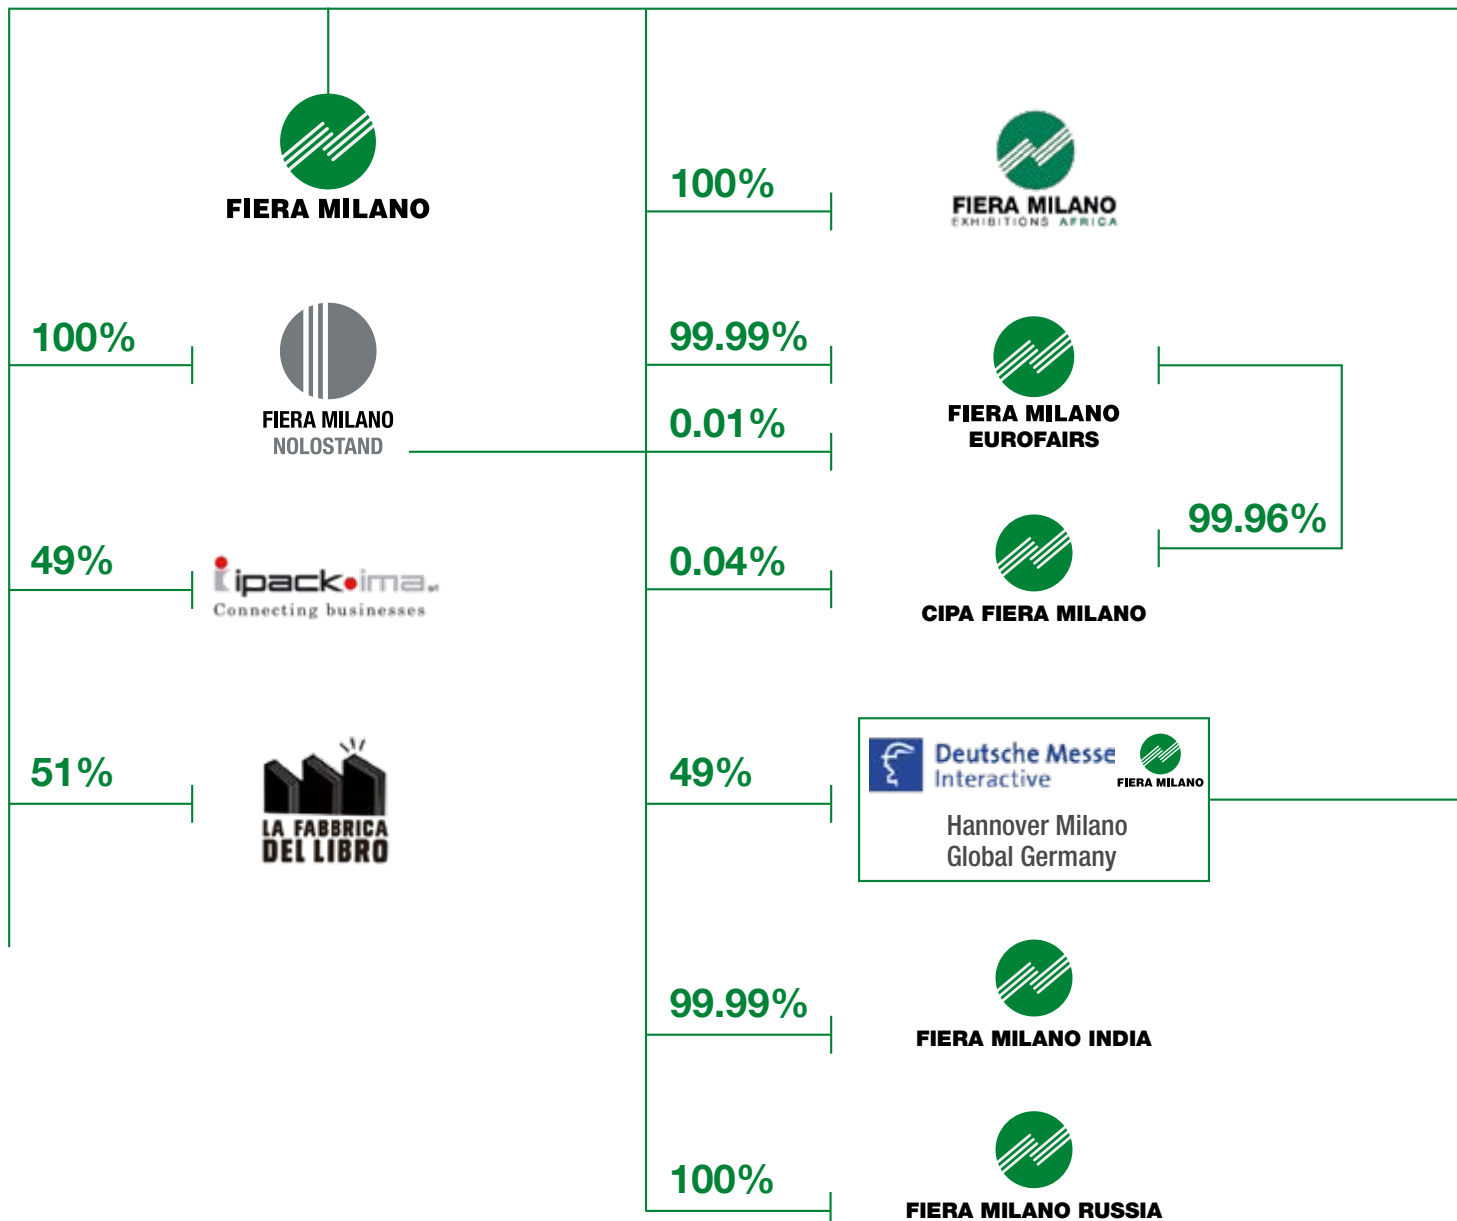 FIERA MILANO
100%
FIERA MILANO
NOLOSTAND
49%
ipack•ima srl
Connecting businesses
51%
LA FABBRICA
DEL LIBRO
100%
FIERA MILANO
EXHIBITIONS AFRICA
99.99%
0.01%
FIERA MILANO
EUROFAIRS
99.96%
0.04%
CIPA FIERA MILANO
49%
Deutsche Messe
Interactive
FIERA MILANO
Hannover Milano
Global Germany
99.99%
FIERA MILANO INDIA
100%
FIERA MILANO RUSSIA